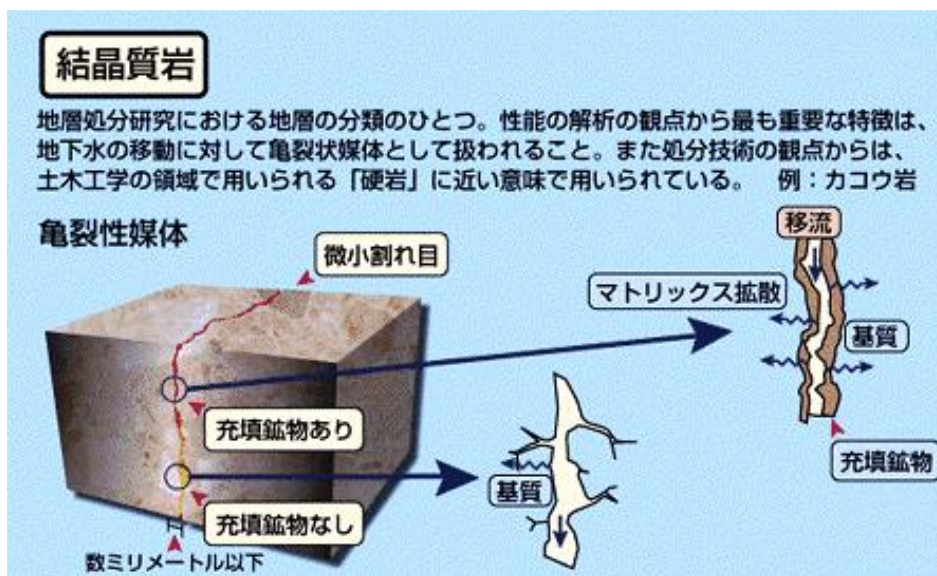 結晶質岩
地層処分研究における地層の分類のひとつ。性能の解析の観点から最も重要な特徴は、
地下水の移動に対して亀裂状媒体として扱われること。また処分技術の観点からは、
土木工学の領域で用いられる「硬岩」に近い意味で用いられている。　例：カコウ岩
亀裂性媒体
微小割れ目
移流
マトリックス拡散
基質
充填鉱物あり
充填鉱物
基質
充填鉱物なし
数ミリメートル以下